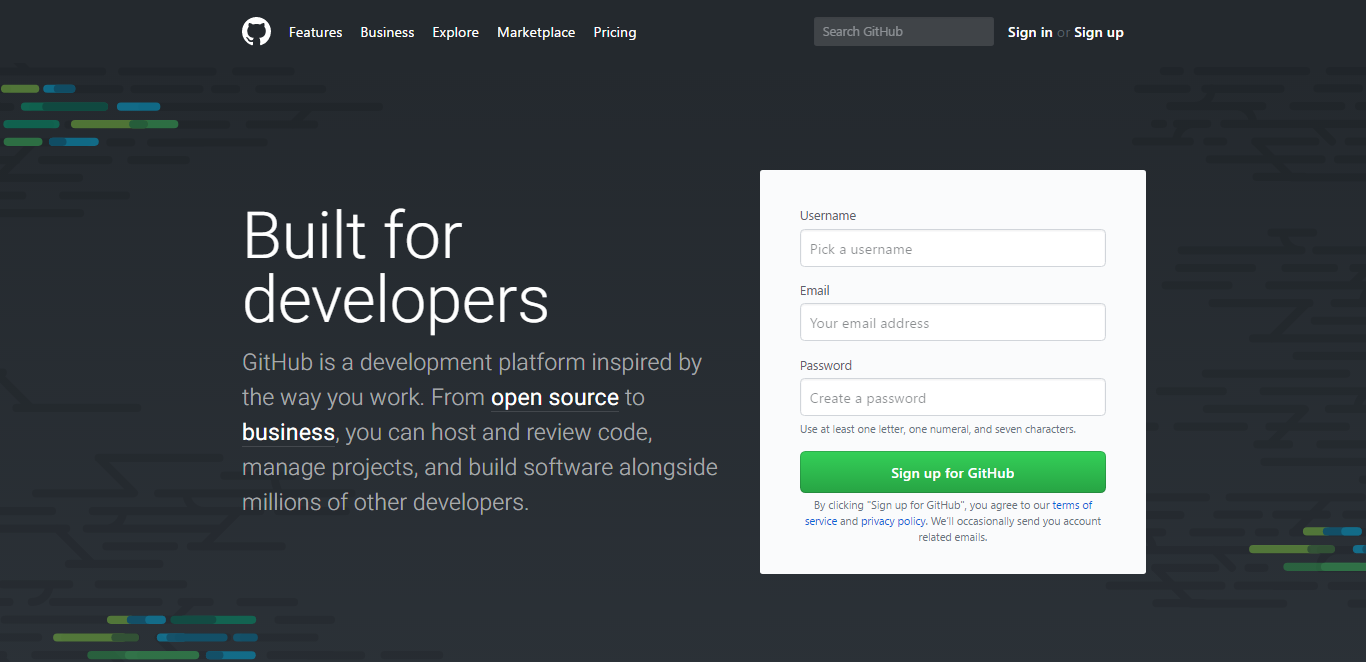 Features Business Explore Marketplace Pricing Search GitHub Sign in or Sign up
Built for
developers
GitHub is a development platform inspired by
the way you work. From open source to
business, you can host and review code,
manage projects, and build software alongside
millions of other developers.
Username
Pick a username
Email
Your email address
Password
Create a password
Use at least one letter, one numeral, and seven characters.
Sign up for GitHub
By clicking "Sign up for GitHub", you agree to our terms of
service and privacy policy. We'll occasionally send you account
related emails.